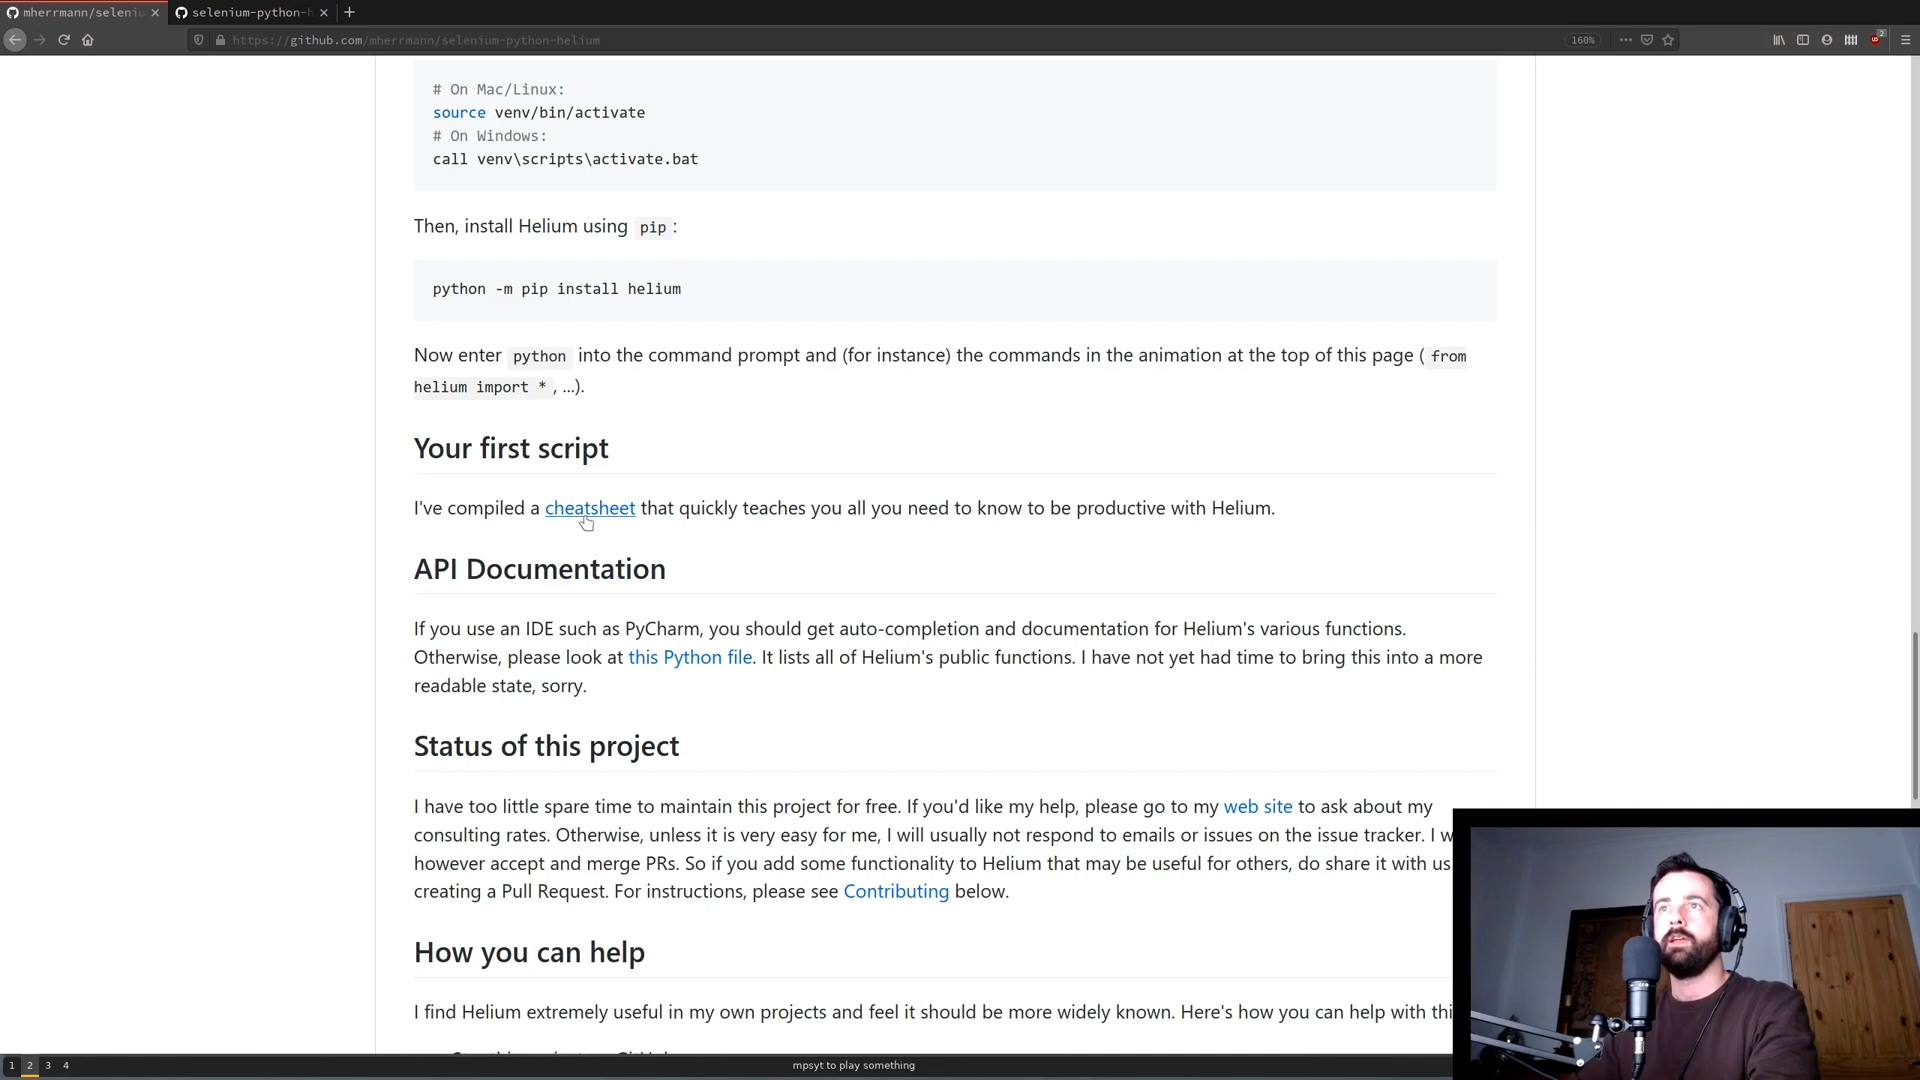 mherrmann/seleniu
selenium-python-h
https://github.com/mherrmann/selenium-python-helium
160%
2
# On Mac/Linux:
source venv/bin/activate
# On Windows:
call venv\scripts\activate.bat
Then, install Helium using pip :
python -m pip install helium
Now enter python into the command prompt and (for instance) the commands in the animation at the top of this page ( from
helium import * , ...).
Your first script
I've compiled a cheatsheet that quickly teaches you all you need to know to be productive with Helium.
API Documentation
If you use an IDE such as PyCharm, you should get auto-completion and documentation for Helium's various functions.
Otherwise, please look at this Python file. It lists all of Helium's public functions. I have not yet had time to bring this into a more
readable state, sorry.
Status of this project
I have too little spare time to maintain this project for free. If you'd like my help, please go to my web site to ask about my
consulting rates. Otherwise, unless it is very easy for me, I will usually not respond to emails or issues on the issue tracker. I w
however accept and merge PRs. So if you add some functionality to Helium that may be useful for others, do share it with us
creating a Pull Request. For instructions, please see Contributing below.
How you can help
I find Helium extremely useful in my own projects and feel it should be more widely known. Here's how you can help with thi
1 2 3 4
mpsyt to play something